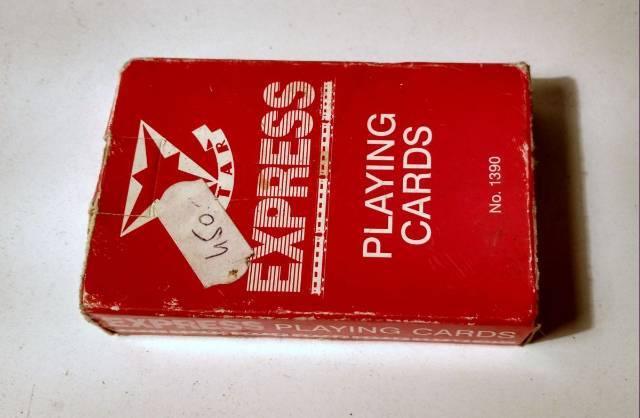 STAR
EXPRESS
PLAYING
CARDS
No. 1390
EXPRESS PLAYING CARDS